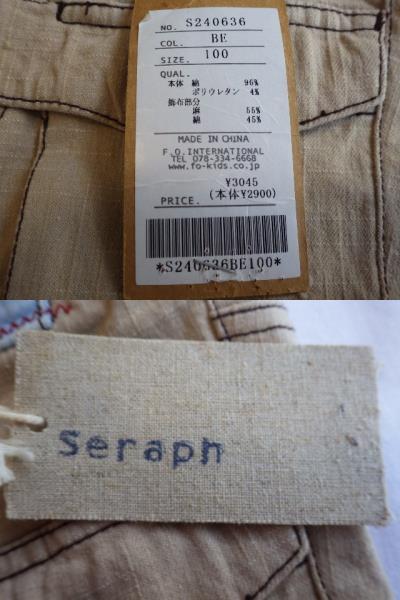 NO. S240636
COL. BE
SIZE. 100
QUAL.
本体 綿 96%
ポリウレタン 4%
飾布部分
麻 55%
綿 45%
MADE IN CHINA
F.O.INTERNATIONAL
TEL 078-334-6668
www.fo-kids.co.jp
¥3045
PRICE. (本体¥2900)
*S240636BE100*
Seraph